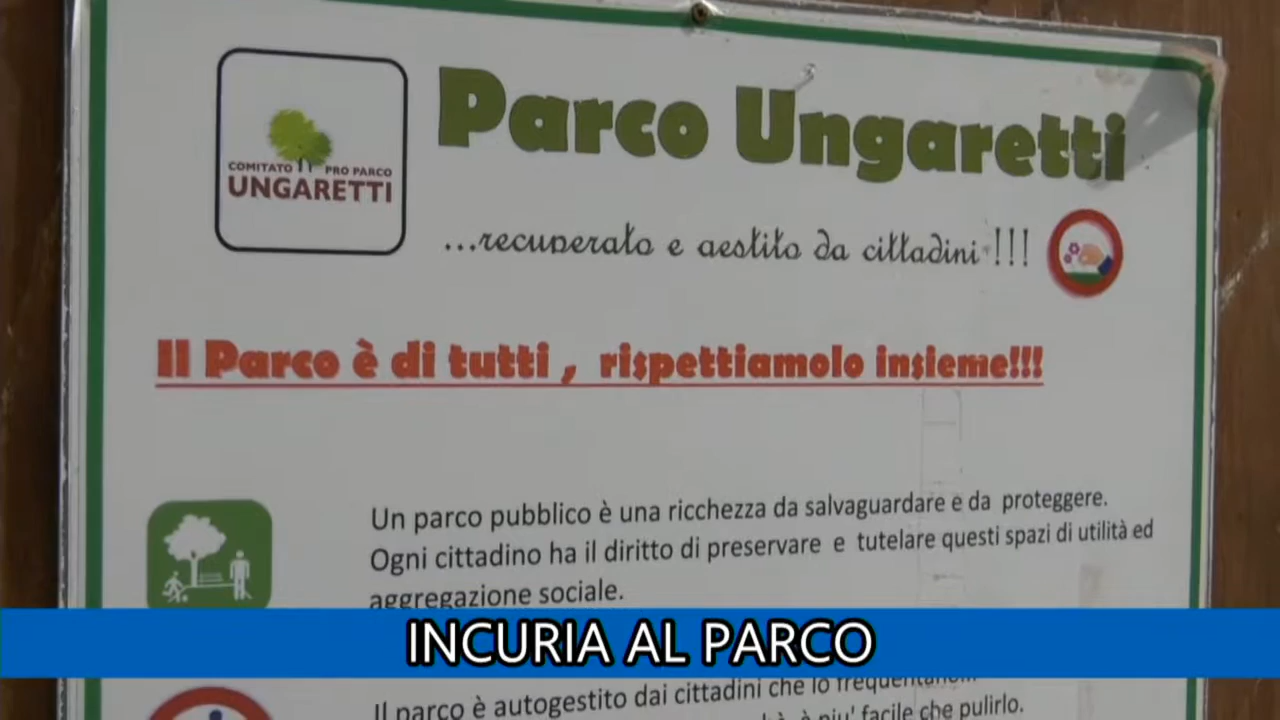 Parco Ungaretti
COMITATO PRO PARCO
UNGARETTI
...recuperato e gestito da cittadini !!!
Il Parco è di tutti , rispettiamolo insieme!!!
Un parco pubblico è una ricchezza da salvaguardare e da proteggere.
Ogni cittadino ha il diritto di preservare e tutelare questi spazi di utilità ed
aggregazione sociale.
INCURIA AL PARCO
Il parco è autogestito dai cittadini che lo frequentano...
è piu' facile che pulirlo.